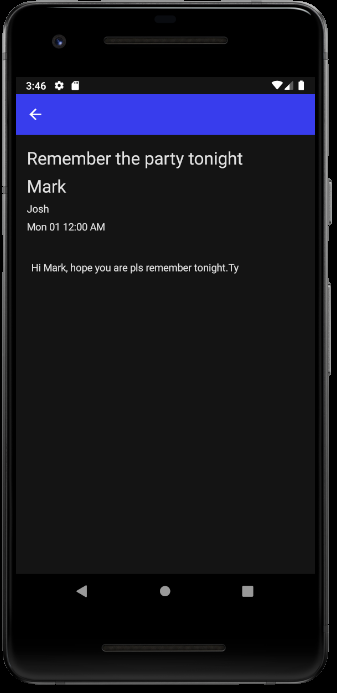 3:46
Remember the party tonight
Mark
Josh
Mon 01 12:00 AM
Hi Mark, hope you are pls remember tonight.Ty